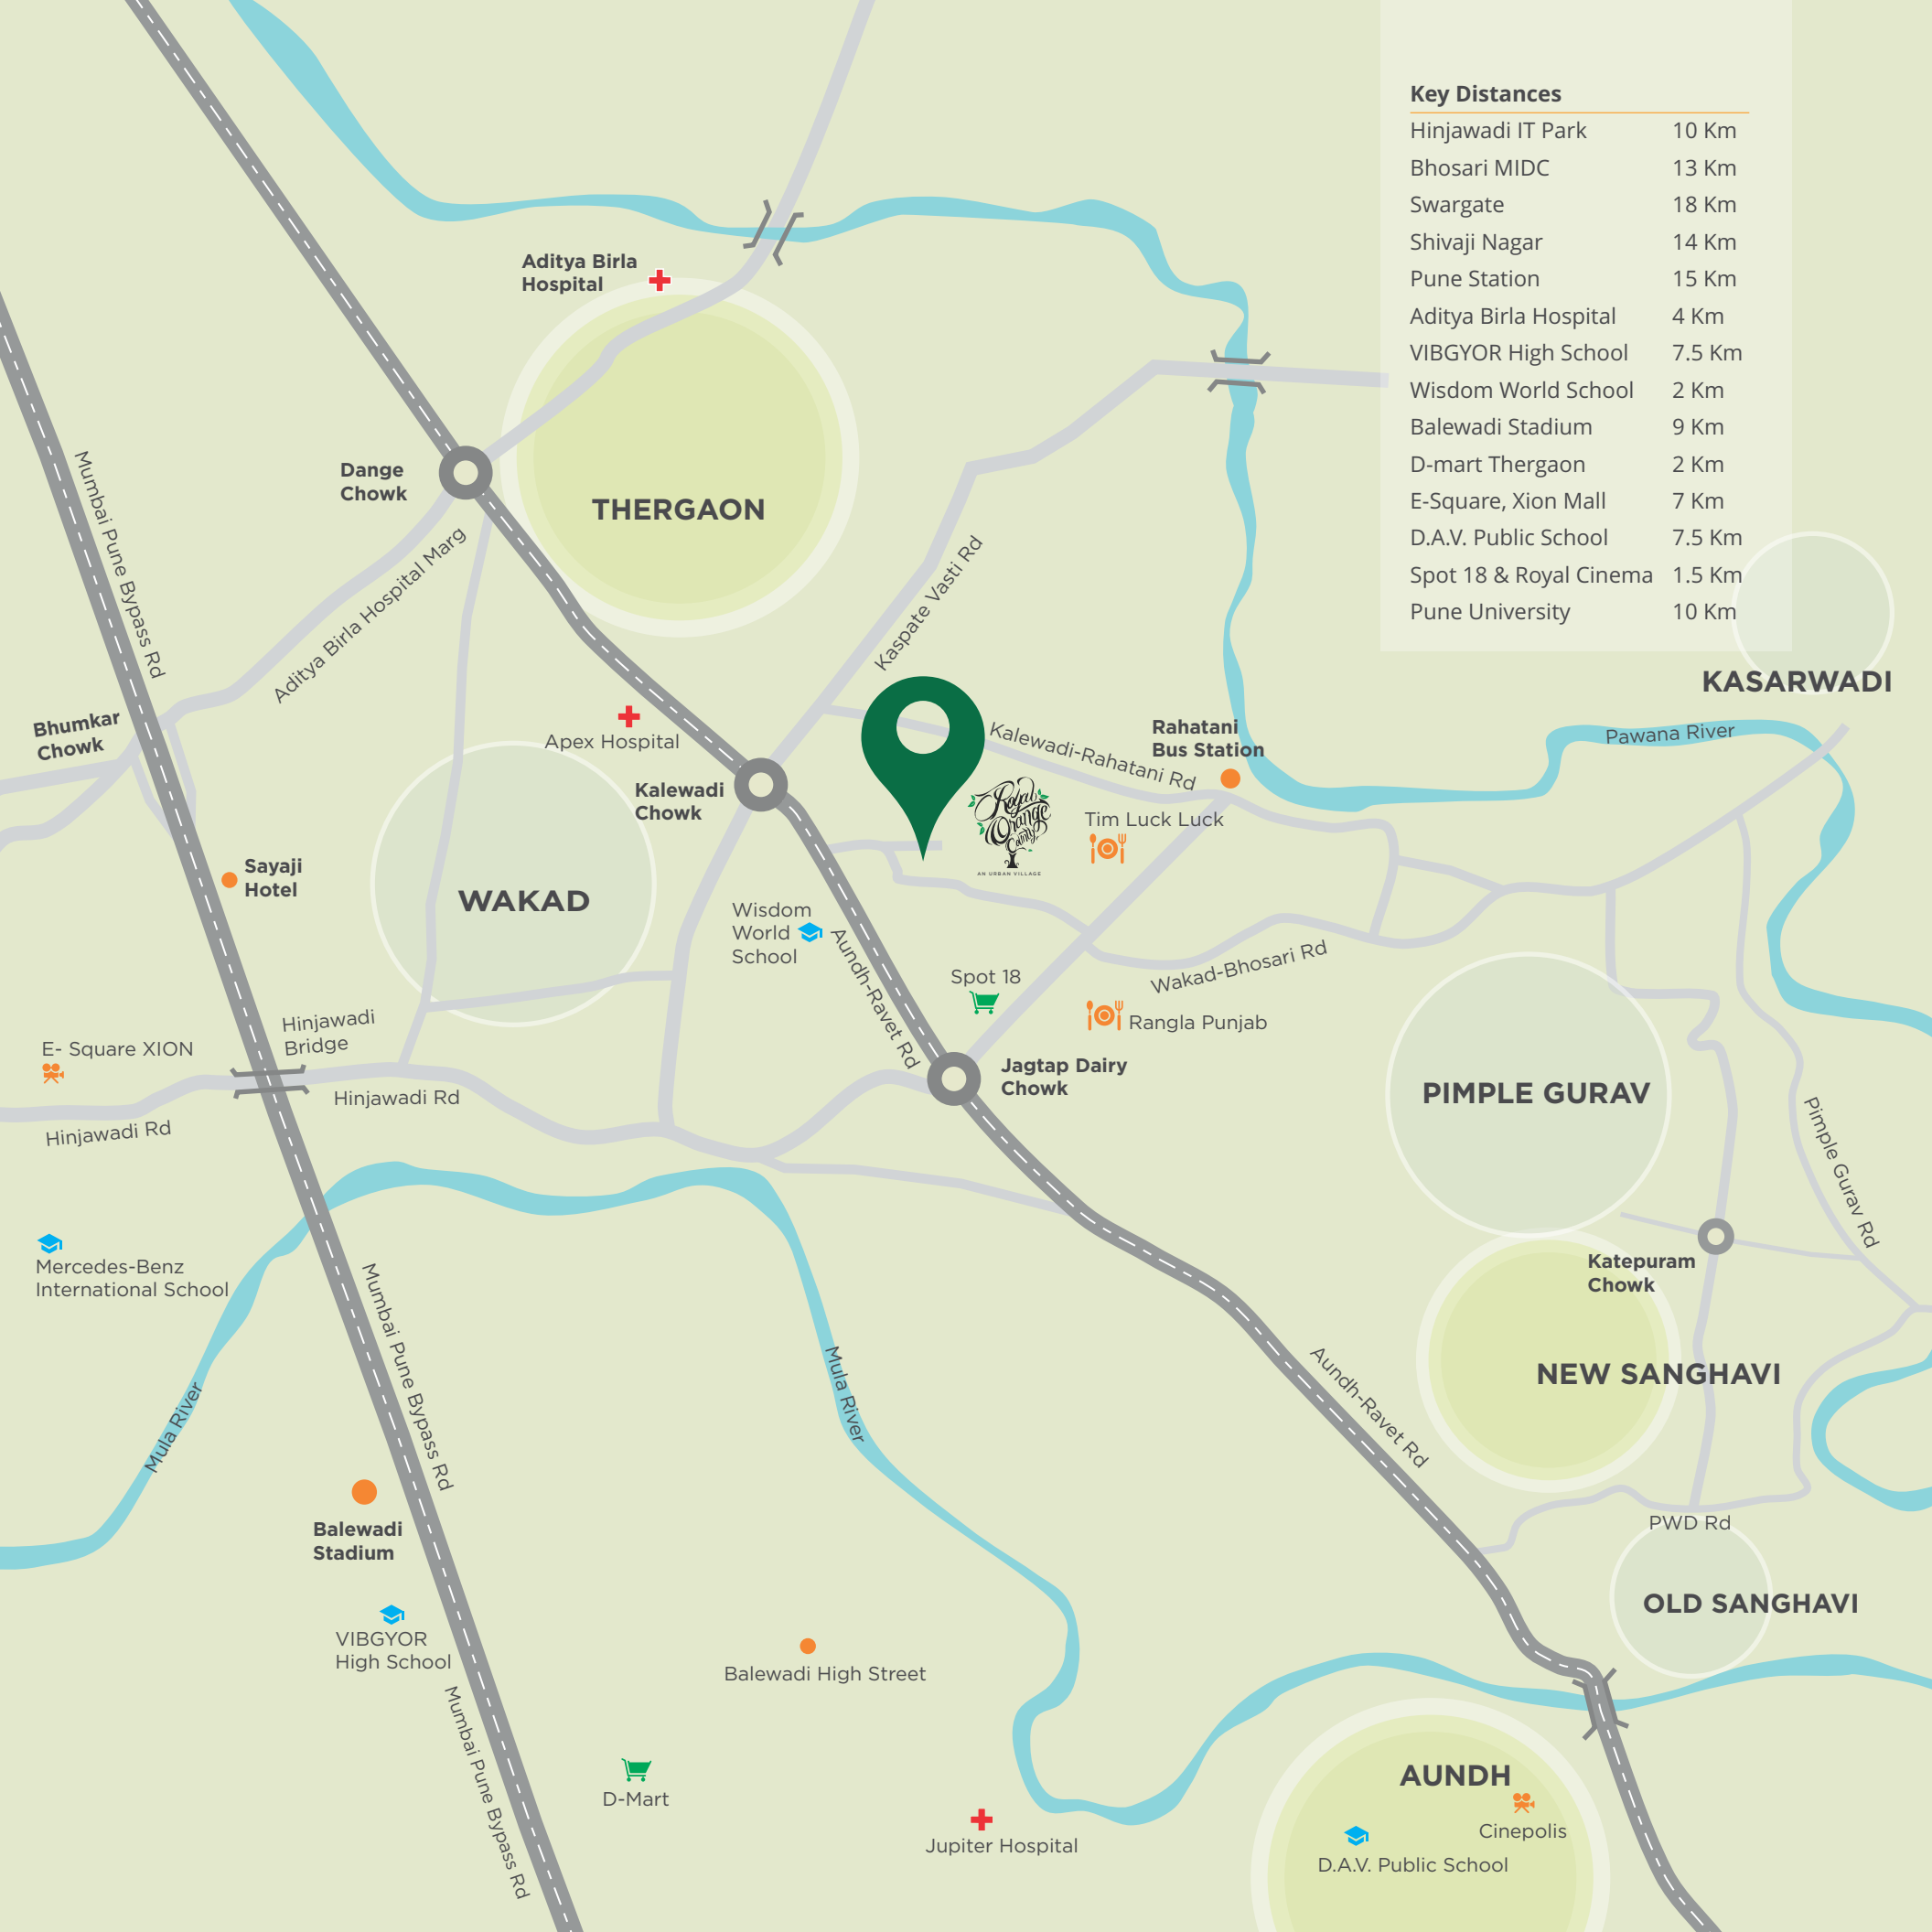 Key Distances
Hinjawadi IT Park 10 Km
Bhosari MIDC 13 Km
Swargate 18 Km
Shivaji Nagar 14 Km
Pune Station 15 Km
Aditya Birla Hospital 4 Km
VIBGYOR High School 7.5 Km
Wisdom World School 2 Km
Balewadi Stadium 9 Km
D-mart Thergaon 2 Km
E-Square, Xion Mall 7 Km
D.A.V. Public School 7.5 Km
Spot 18 & Royal Cinema 1.5 Km
Pune University 10 Km
Aditya Birla
Hospital
Dange
Chowk
THERGAON
Mumbai Pune Bypass Rd
Aditya Birla Hospital Marg
Kaspate Vasti Rd
KASARWADI
Bhumkar
Chowk
Apex Hospital
Kalewadi-Rahatani Rd
Rahatani
Bus Station
Pawana River
Kalewadi
Chowk
Royal
Orange
County
AN URBAN VILLAGE
Tim Luck Luck
Sayaji
Hotel
WAKAD
Wisdom
World
School
Aundh-Ravet Rd
Spot 18
Wakad-Bhosari Rd
Rangla Punjab
Hinjawadi
Bridge
E- Square XION
Hinjawadi Rd
Hinjawadi Rd
Jagtap Dairy
Chowk
PIMPLE GURAV
Pimple Gurav Rd
Mercedes-Benz
International School
Katepuram
Chowk
Mumbai Pune Bypass Rd
Mula River
Mula River
Aundh-Ravet Rd
NEW SANGHAVI
Balewadi
Stadium
PWD Rd
OLD SANGHAVI
VIBGYOR
High School
Balewadi High Street
Mumbai Pune Bypass Rd
D-Mart
Jupiter Hospital
AUNDH
Cinepolis
D.A.V. Public School